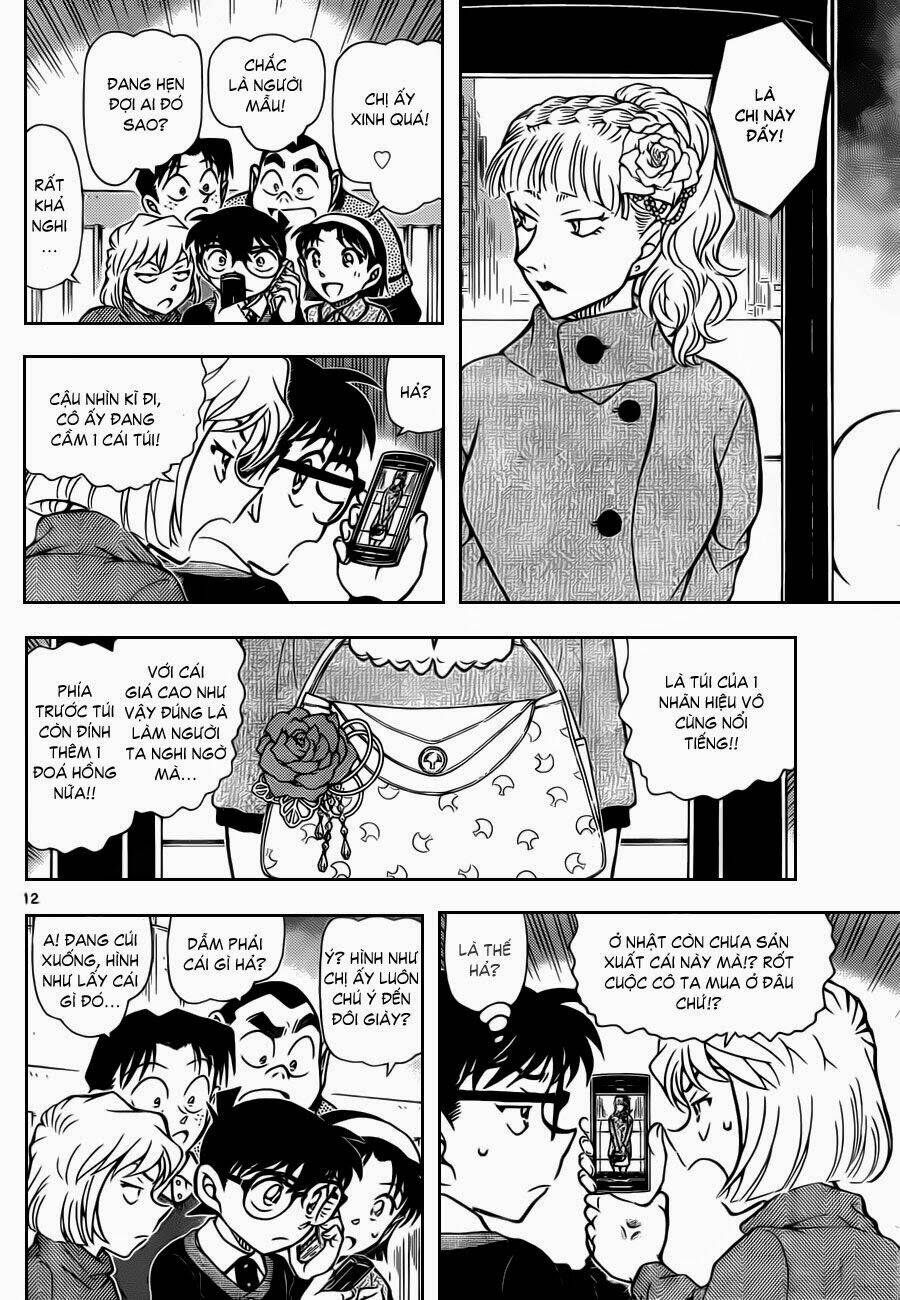 LÀ
CHỊ NÀY
ĐẤY!
CHỊ ẤY
XINH QUÁ!
♡
CHẮC
LÀ NGƯỜI
MẪU!
ĐANG HẸN
ĐỢI AI ĐÓ
SAO?
RẤT
KHẢ
NGHI
...
HẢ?
CẬU NHÌN KĨ ĐI,
CÔ ẤY ĐANG
CẦM 1 CÁI TÚI!
LÀ TÚI CỦA 1
NHÃN HIỆU VÔ
CÙNG NỔI
TIẾNG!!
VỚI CÁI
GIÁ CAO NHƯ
VẬY ĐÚNG LÀ
LÀM NGƯỜI
TA NGHI NGỜ
MÀ...
PHÍA
TRƯỚC TÚI
CÒN ĐÍNH
THÊM 1
ĐOÁ HỒNG
NỮA!!
12
Ở NHẬT CÒN CHƯA SẢN
XUẤT CÁI NÀY MÀ!? RỐT
CUỘC CÔ TA MUA Ở ĐÂU
CHỨ!?
LÀ THẾ
HẢ?
Ý? HÌNH NHƯ
CHỊ ẤY LUÔN
CHÚ Ý ĐẾN
ĐÔI GIÀY?
DẪM PHẢI
CÁI GÌ HẢ?
A! ĐANG CÚI
XUỐNG, HÌNH
NHƯ LẤY CÁI
GÌ ĐÓ...